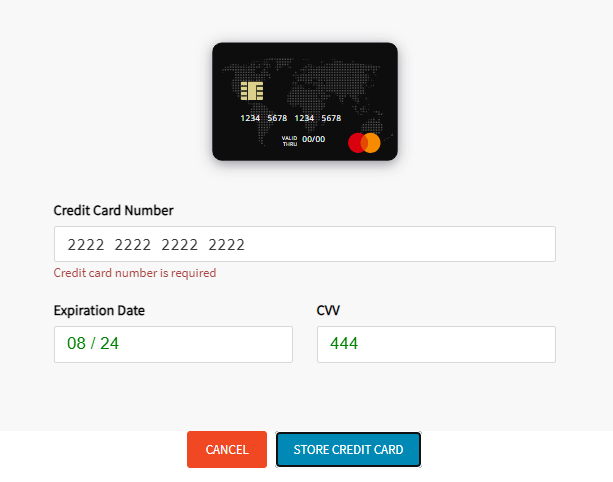 1234 5678 1234 5678
VALID THRU 00/00
Credit Card Number
2222 2222 2222 2222
Credit card number is required
Expiration Date CVV
08 / 24 444
CANCEL STORE CREDIT CARD